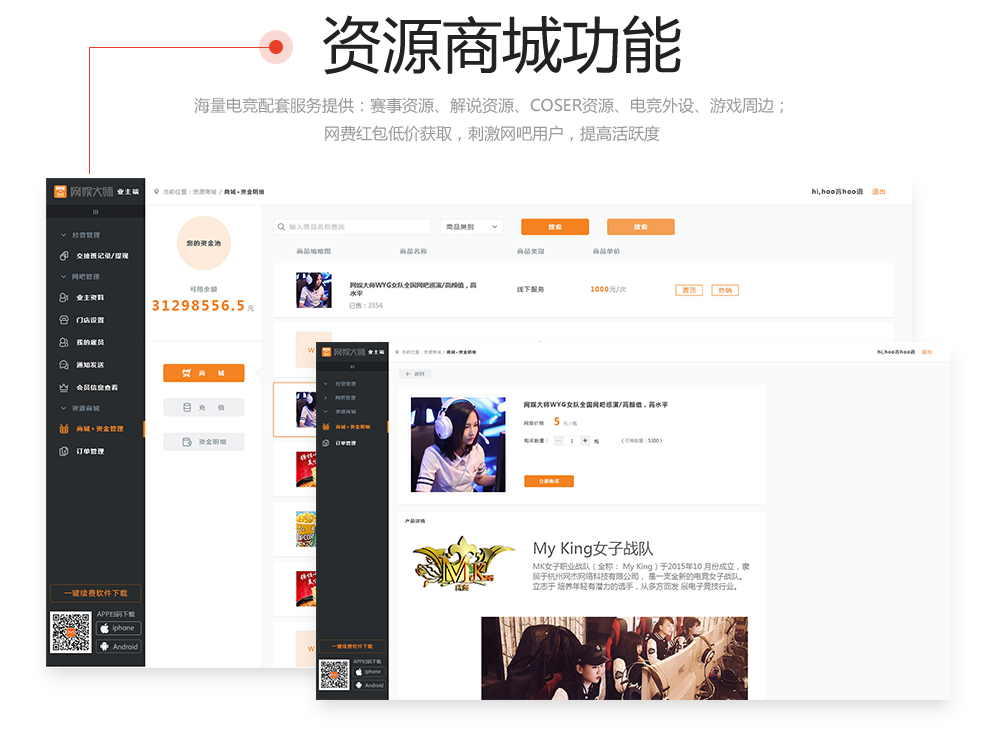 资源商城功能
海量电竞配套服务提供：赛事资源、解说资源、COSER资源、电竞外设、游戏周边；
网费红包低价获取，刺激网吧用户，提高活跃度
网娱大师 业主端
当前位置：资源商城 / 商城+资金明细
hi,hoo言hoo语 退出
经营管理
交接班记录/提现
网吧管理
业主资料
门店设置
我的雇员
通知发送
会员信息查看
资源商城
商城+资金管理
订单管理
一键续费软件下载
APP扫码下载
iphone
Android
您的资金池
可用余额
31298556.5 元
商 城
充 值
资金明细
输入商品名称查找
商品类别
搜索
搜索
商品缩略图 商品名称 商品类别 商品单价
网娱大师WYG女队全国网吧巡演/高颜值，高
水平
已售：3554
线下服务
1000元/次
置顶
热销
W
W
网娱大师 业主端
当前位置：资源商城 / 商城+资金明细
hi,hoo言hoo语 退出
经营管理
网吧管理
资源商城
商城+资金明细
订单管理
一键续费软件下载
APP扫码下载
iphone
Android
返回
网娱大师WYG女队全国网吧巡演/高颜值，高水平
网娱价格 5 元/瓶
购买数量： － 1 ＋ 瓶 （可购数量：5300）
立即购买
产品详情
MK
My King女子战队
MK女子职业战队（全称： My King）于2015年10 月份成立，隶
属于杭州网杰网络科技有限公司， 是一支全新的电竞女子战队。
立志于 培养年轻有潜力的选手，从多方面发 展电子竞技行业。